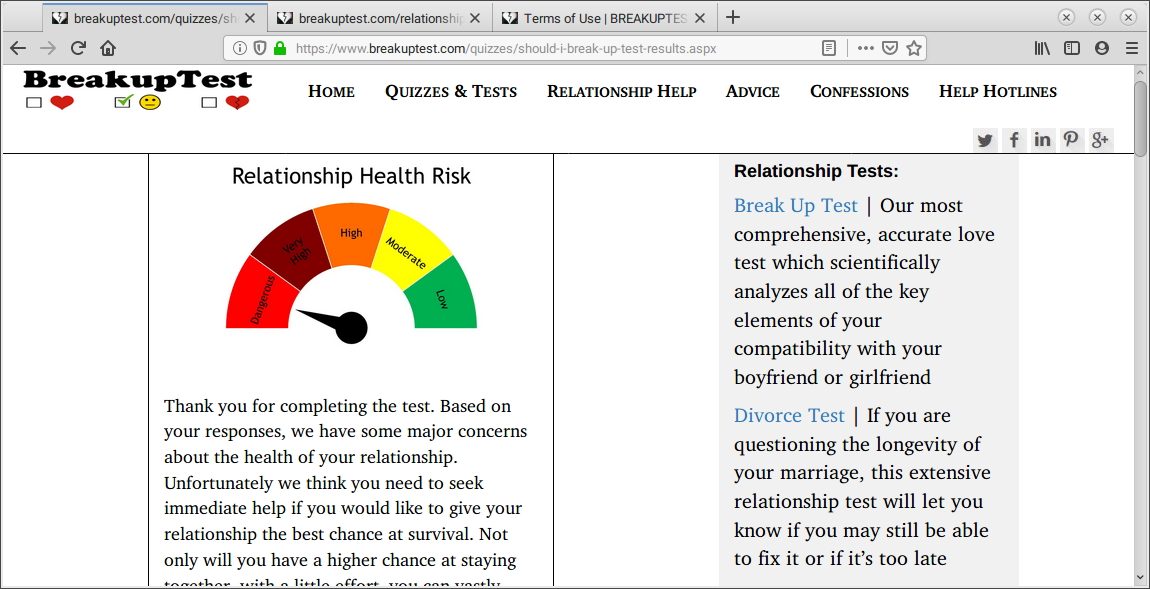 breakuptest.com/quizzes/sh
breakuptest.com/relationship
Terms of Use | BREAKUPTES
https://www.breakuptest.com/quizzes/should-i-break-up-test-results.aspx
BreakupTest
Home
Quizzes & Tests
Relationship Help
Advice
Confessions
Help Hotlines
Relationship Health Risk
Dangerous
Very
High
High
Moderate
Low
Thank you for completing the test. Based on
your responses, we have some major concerns
about the health of your relationship.
Unfortunately we think you need to seek
immediate help if you would like to give your
relationship the best chance at survival. Not
only will you have a higher chance at staying
together, with a little effort, you can vastly
Relationship Tests:
Break Up Test | Our most
comprehensive, accurate love
test which scientifically
analyzes all of the key
elements of your
compatibility with your
boyfriend or girlfriend
Divorce Test | If you are
questioning the longevity of
your marriage, this extensive
relationship test will let you
know if you may still be able
to fix it or if it’s too late